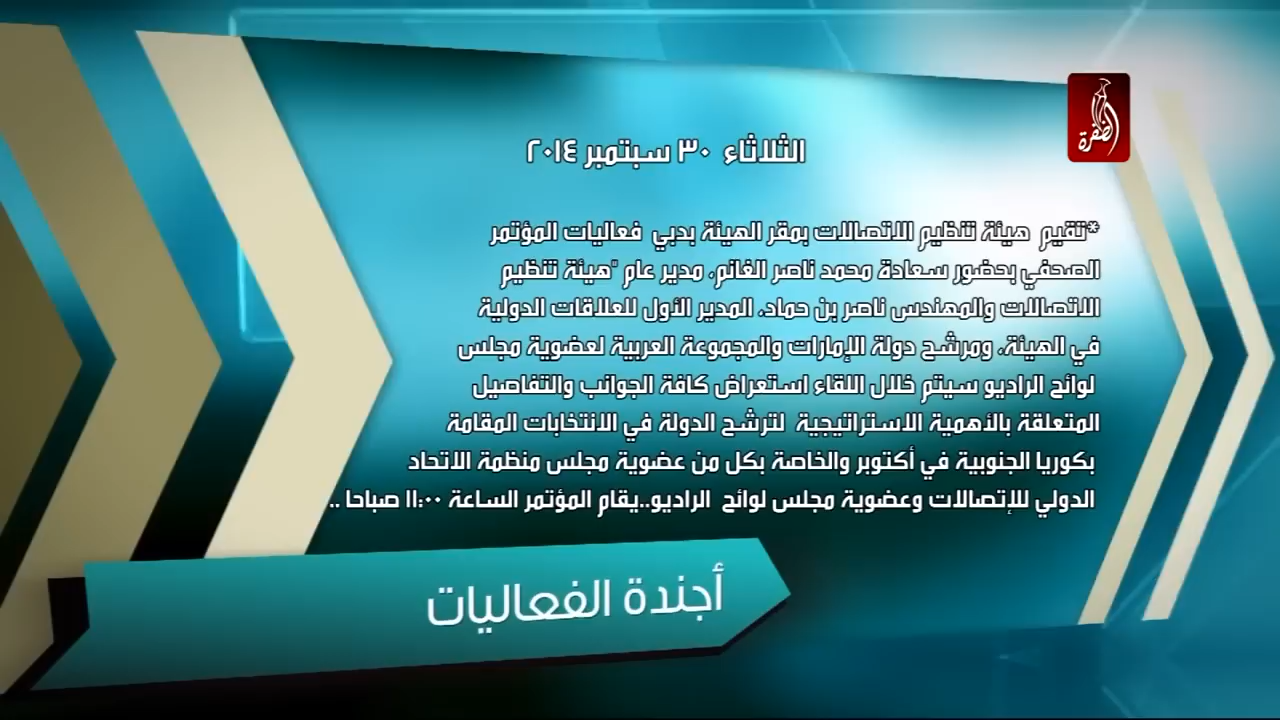 الظفرة
الثلاثاء ٣٠ سبتمبر ٢٠١٤
*تقيم هيئة تنظيم الاتصالات بمقر الهيئة بدبي فعاليات المؤتمر
الصحفي بحضور سعادة محمد ناصر الغانم، مدير عام "هيئة تنظيم
الاتصالات والمهندس ناصر بن حماد، المدير الأول للعلاقات الدولية
في الهيئة، ومرشح دولة الإمارات والمجموعة العربية لعضوية مجلس
لوائح الراديو سيتم خلال اللقاء استعراض كافة الجوانب والتفاصيل
المتعلقة بالأهمية الاستراتيجية لترشح الدولة في الانتخابات المقامة
بكوريا الجنوبية في أكتوبر والخاصة بكل من عضوية مجلس منظمة الاتحاد
الدولي للإتصالات وعضوية مجلس لوائح الراديو..يقام المؤتمر الساعة ١١:٠٠ صباحا ..
أجندة الفعاليات